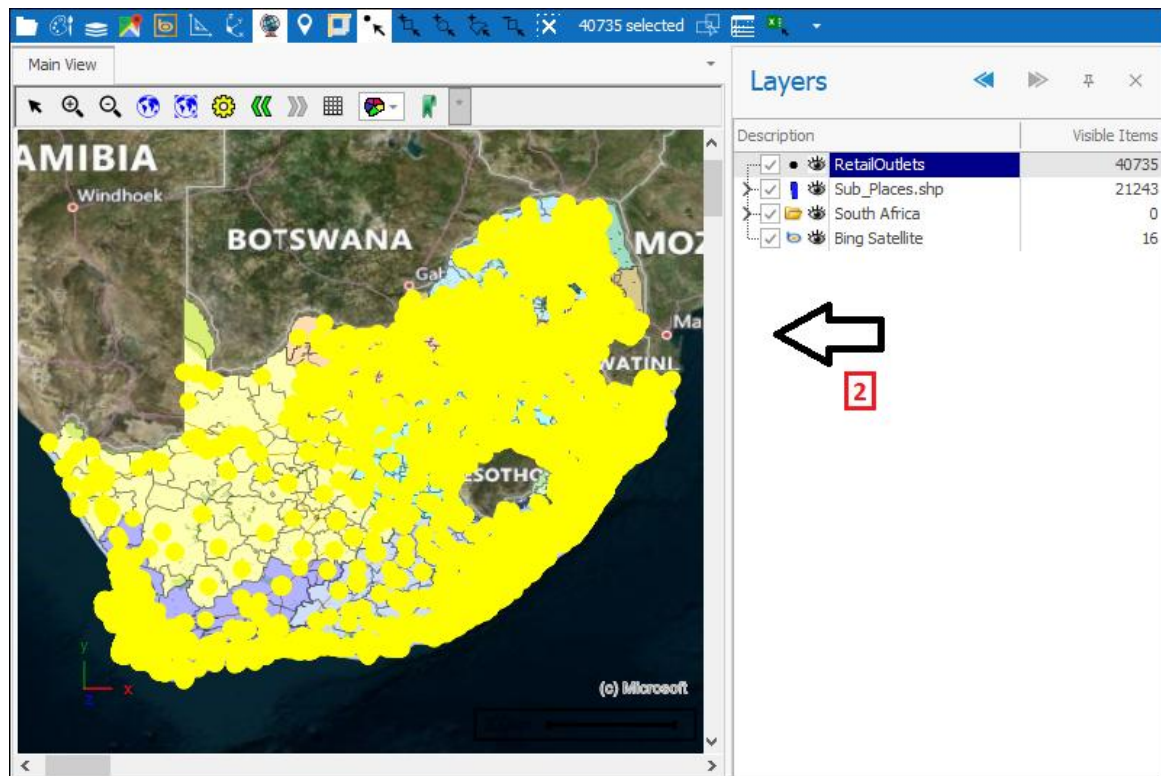 40735 selected
Main View
Layers
Description Visible Items
RetailOutlets 40735
Sub_Places.shp 21243
South Africa 0
Bing Satellite 16
AMIBIA
Windhoek
BOTSWANA
MOZ
Gab
Ma
WATINI
2
ESOTHO
y
x
z
(c) Microsoft